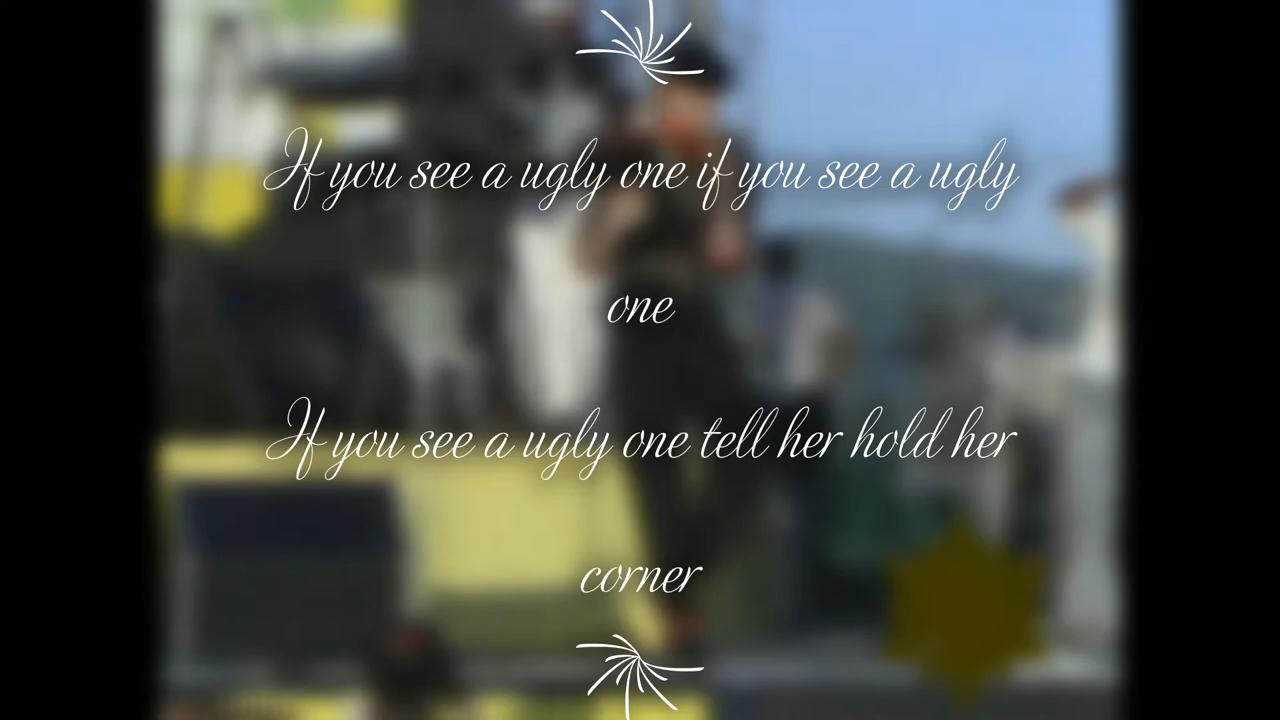 If you see a ugly one if you see a ugly
one
If you see a ugly one tell her hold her
corner